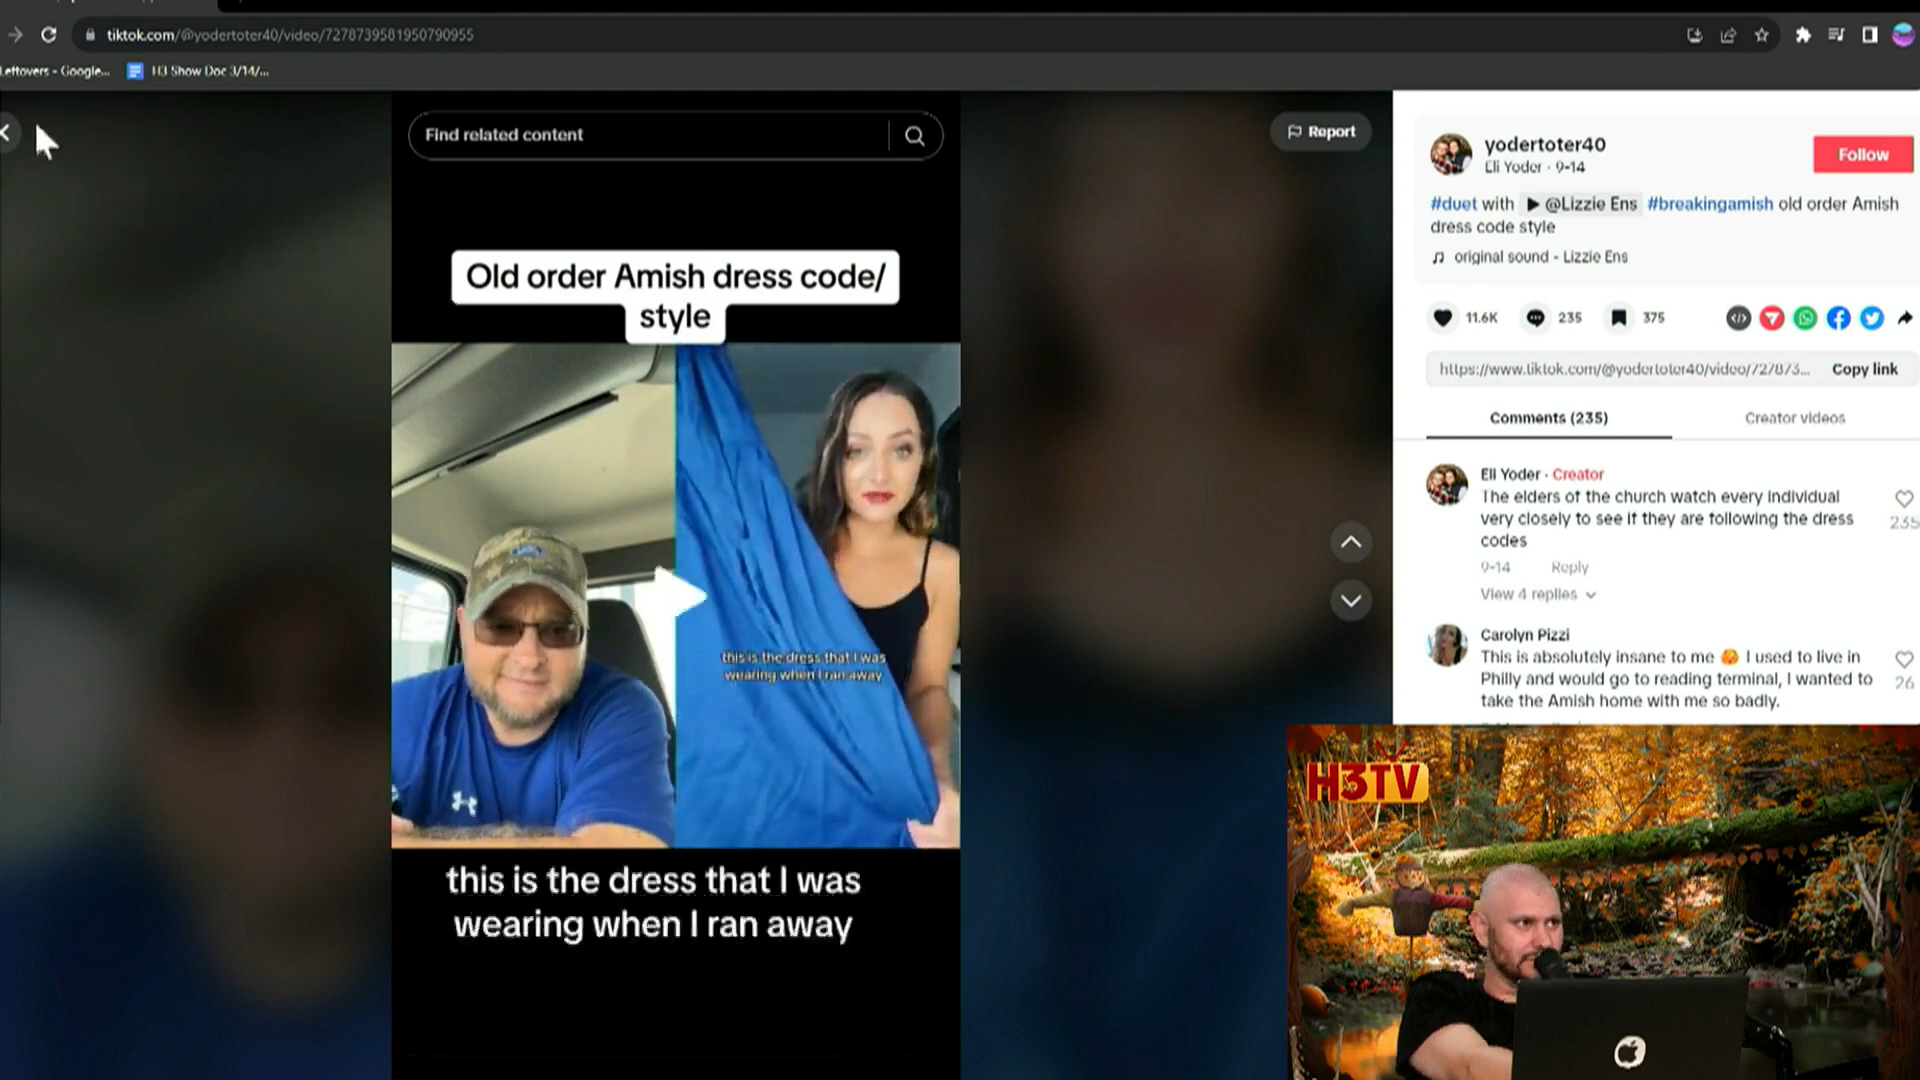 tiktok.com/@yodertoter40/video/7278739581950790955
Leftovers - Google...
H3 Show Doc 3/14/...
Find related content
Report
Old order Amish dress code/
style
this is the dress that I was
wearing when I ran away
this is the dress that I was
wearing when I ran away
yodertoter40
Eli Yoder · 9-14
Follow
#duet with ▶ @Lizzie Ens #breakingamish old order Amish
dress code style
original sound - Lizzie Ens
11.6K
235
375
https://www.tiktok.com/@yodertoter40/video/727873...
Copy link
Comments (235)
Creator videos
Eli Yoder · Creator
The elders of the church watch every individual
very closely to see if they are following the dress
codes
235
9-14
Reply
View 4 replies
Carolyn Pizzi
This is absolutely insane to me I used to live in
Philly and would go to reading terminal, I wanted to
take the Amish home with me so badly.
26
H3TV